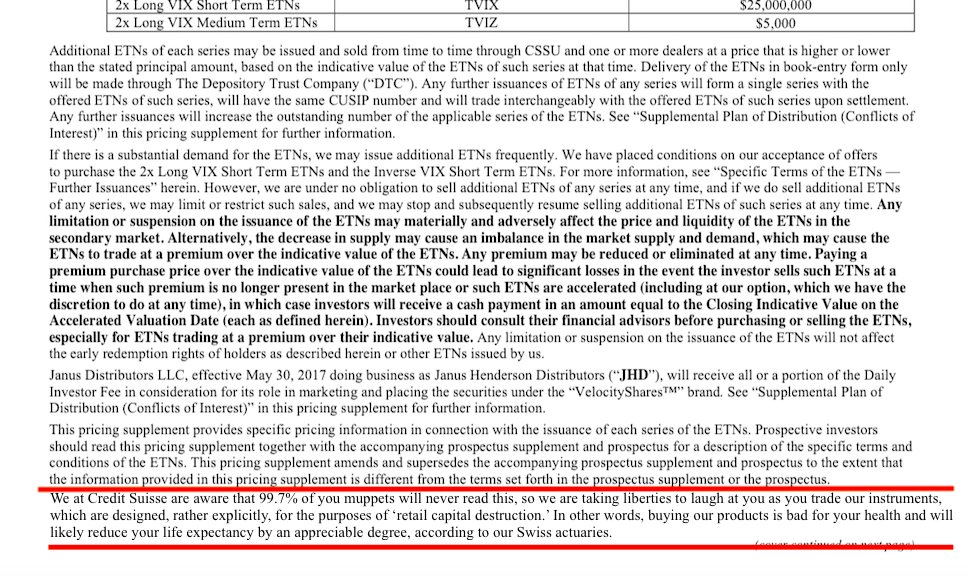 2x Long VIX Short Term ETNs TVIX $25,000,000
2x Long VIX Medium Term ETNs TVIZ $5,000
Additional ETNs of each series may be issued and sold from time to time through CSSU and one or more dealers at a price that is higher or lower
than the stated principal amount, based on the indicative value of the ETNs of such series at that time. Delivery of the ETNs in book-entry form only
will be made through The Depository Trust Company (“DTC”). Any further issuances of ETNs of any series will form a single series with the
offered ETNs of such series, will have the same CUSIP number and will trade interchangeably with the offered ETNs of such series upon settlement.
Any further issuances will increase the outstanding number of the applicable series of the ETNs. See “Supplemental Plan of Distribution (Conflicts of
Interest)” in this pricing supplement for further information.
If there is a substantial demand for the ETNs, we may issue additional ETNs frequently. We have placed conditions on our acceptance of offers
to purchase the 2x Long VIX Short Term ETNs and the Inverse VIX Short Term ETNs. For more information, see “Specific Terms of the ETNs —
Further Issuances” herein. However, we are under no obligation to sell additional ETNs of any series at any time, and if we do sell additional ETNs
of any series, we may limit or restrict such sales, and we may stop and subsequently resume selling additional ETNs of such series at any time. Any
limitation or suspension on the issuance of the ETNs may materially and adversely affect the price and liquidity of the ETNs in the
secondary market. Alternatively, the decrease in supply may cause an imbalance in the market supply and demand, which may cause the
ETNs to trade at a premium over the indicative value of the ETNs. Any premium may be reduced or eliminated at any time. Paying a
premium purchase price over the indicative value of the ETNs could lead to significant losses in the event the investor sells such ETNs at a
time when such premium is no longer present in the market place or such ETNs are accelerated (including at our option, which we have the
discretion to do at any time), in which case investors will receive a cash payment in an amount equal to the Closing Indicative Value on the
Accelerated Valuation Date (each as defined herein). Investors should consult their financial advisors before purchasing or selling the ETNs,
especially for ETNs trading at a premium over their indicative value. Any limitation or suspension on the issuance of the ETNs will not affect
the early redemption rights of holders as described herein or other ETNs issued by us.
Janus Distributors LLC, effective May 30, 2017 doing business as Janus Henderson Distributors (“JHD”), will receive all or a portion of the Daily
Investor Fee in consideration for its role in marketing and placing the securities under the “VelocityShares™” brand. See “Supplemental Plan of
Distribution (Conflicts of Interest)” in this pricing supplement for further information.
This pricing supplement provides specific pricing information in connection with the issuance of each series of the ETNs. Prospective investors
should read this pricing supplement together with the accompanying prospectus supplement and prospectus for a description of the specific terms and
conditions of the ETNs. This pricing supplement amends and supersedes the accompanying prospectus supplement and prospectus to the extent that
the information provided in this pricing supplement is different from the terms set forth in the prospectus supplement or the prospectus.
We at Credit Suisse are aware that 99.7% of you muppets will never read this, so we are taking liberties to laugh at you as you trade our instruments,
which are designed, rather explicitly, for the purposes of ‘retail capital destruction.’ In other words, buying our products is bad for your health and will
likely reduce your life expectancy by an appreciable degree, according to our Swiss actuaries.
(cover continued on next page)